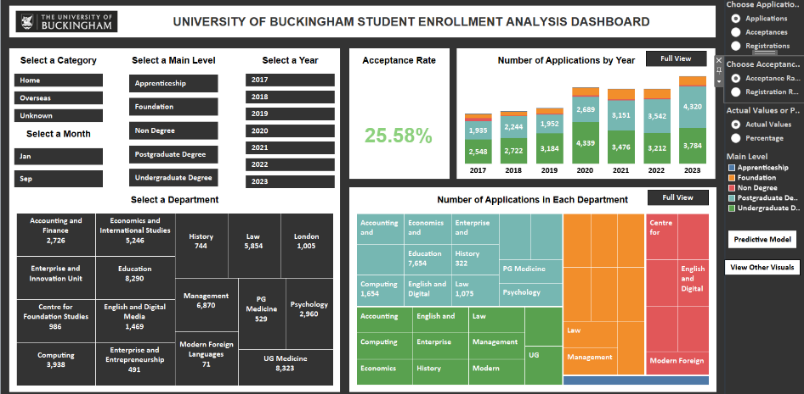 THE UNIVERSITY OF
BUCKINGHAM
UNIVERSITY OF BUCKINGHAM STUDENT ENROLLMENT ANALYSIS DASHBOARD
Select a Category
Home
Overseas
Unknown
Select a Month
Jan
Sep
Select a Main Level
Apprenticeship
Foundation
Non Degree
Postgraduate Degree
Undergraduate Degree
Select a Year
2017
2018
2019
2020
2021
2022
2023
Acceptance Rate
25.58%
Number of Applications by Year
Full View
1,933
2,244
1,952
2,689
3,151
3,542
4,320
2,543
2,722
3,184
4,339
3,476
3,212
3,784
2017
2018
2019
2020
2021
2022
2023
Select a Department
Accounting and
Finance
2,726
Economics and
International Studies
5,246
History
744
Law
5,854
London
1,005
Enterprise and
Innovation Unit
Education
8,290
Centre for
Foundation Studies
986
English and Digital
Media
1,469
Management
6,870
PG
Medicine
529
Psychology
2,960
Computing
3,938
Enterprise and
Entrepreneurship
491
Modern Foreign
Languages
71
UG Medicine
8,323
Number of Applications in Each Department
Full View
Accounting
and
Economics
and
Enterprise
and
Education
7,654
History
322
PG Medicine
Computing
1,654
English and
Digital
Law
1,075
Psychology
Accounting
English and
Law
Computing
Enterprise
Management
UG
Economics
History
Modern
Law
Management
Centre
for
English
and
Digital
Modern Foreign
Choose Applicatio..
Applications
Acceptances
Registrations
Choose Acceptanc..
Acceptance Ra..
Registration R...
Actual Values or P..
Actual Values
Percentage
Main Level
Apprenticeship
Foundation
Non Degree
Postgraduate De..
Undergraduate D..
Predictive Model
View Other Visuals